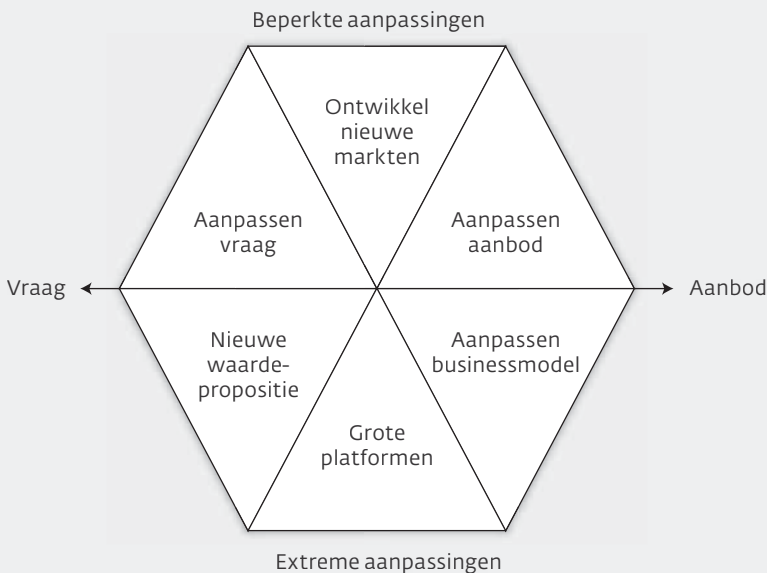 Beperkte aanpassingen
Ontwikkel
nieuwe
markten
Aanpassen
vraag
Aanpassen
aanbod
Vraag
Aanbod
Nieuwe
waarde-
propositie
Aanpassen
businessmodel
Grote
platformen
Extreme aanpassingen